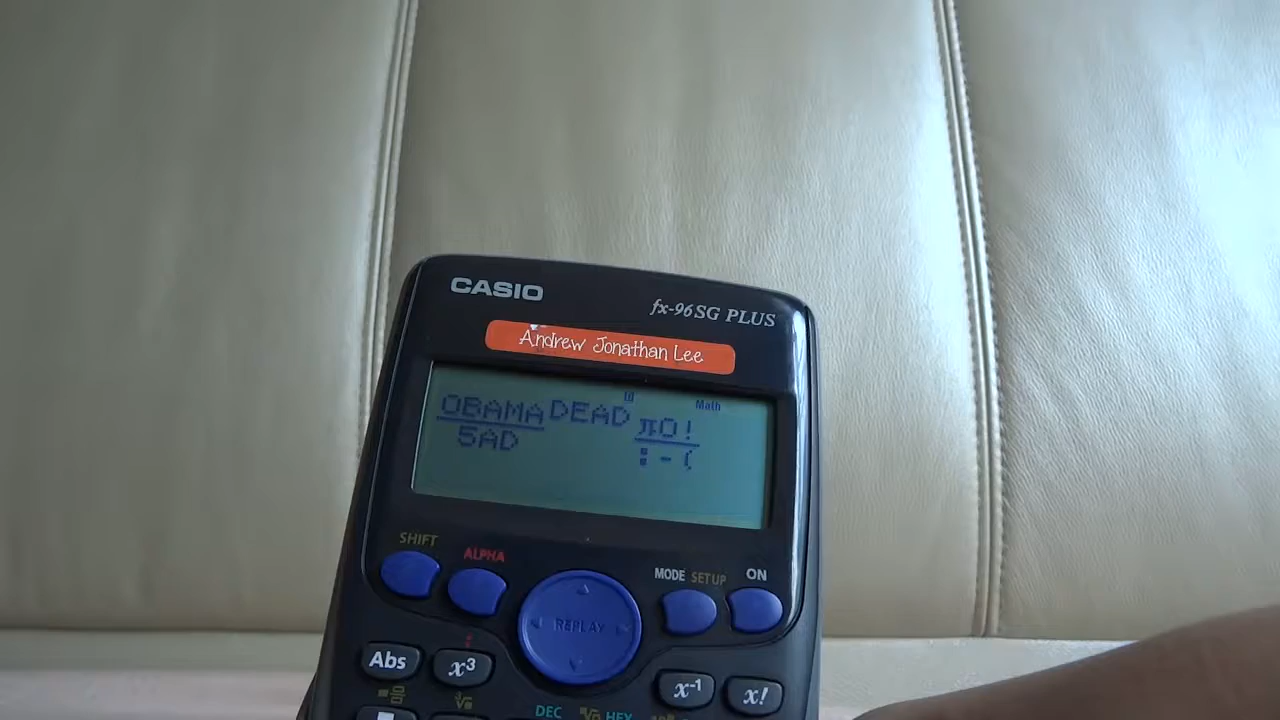 CASIO
fx-96SG PLUS
Andrew Jonathan Lee
Math
OBAMA DEAD πO!
5AD :-(
SHIFT ALPHA MODE SETUP ON
REPLAY
Abs x³ x⁻¹ x!
DEC HEX